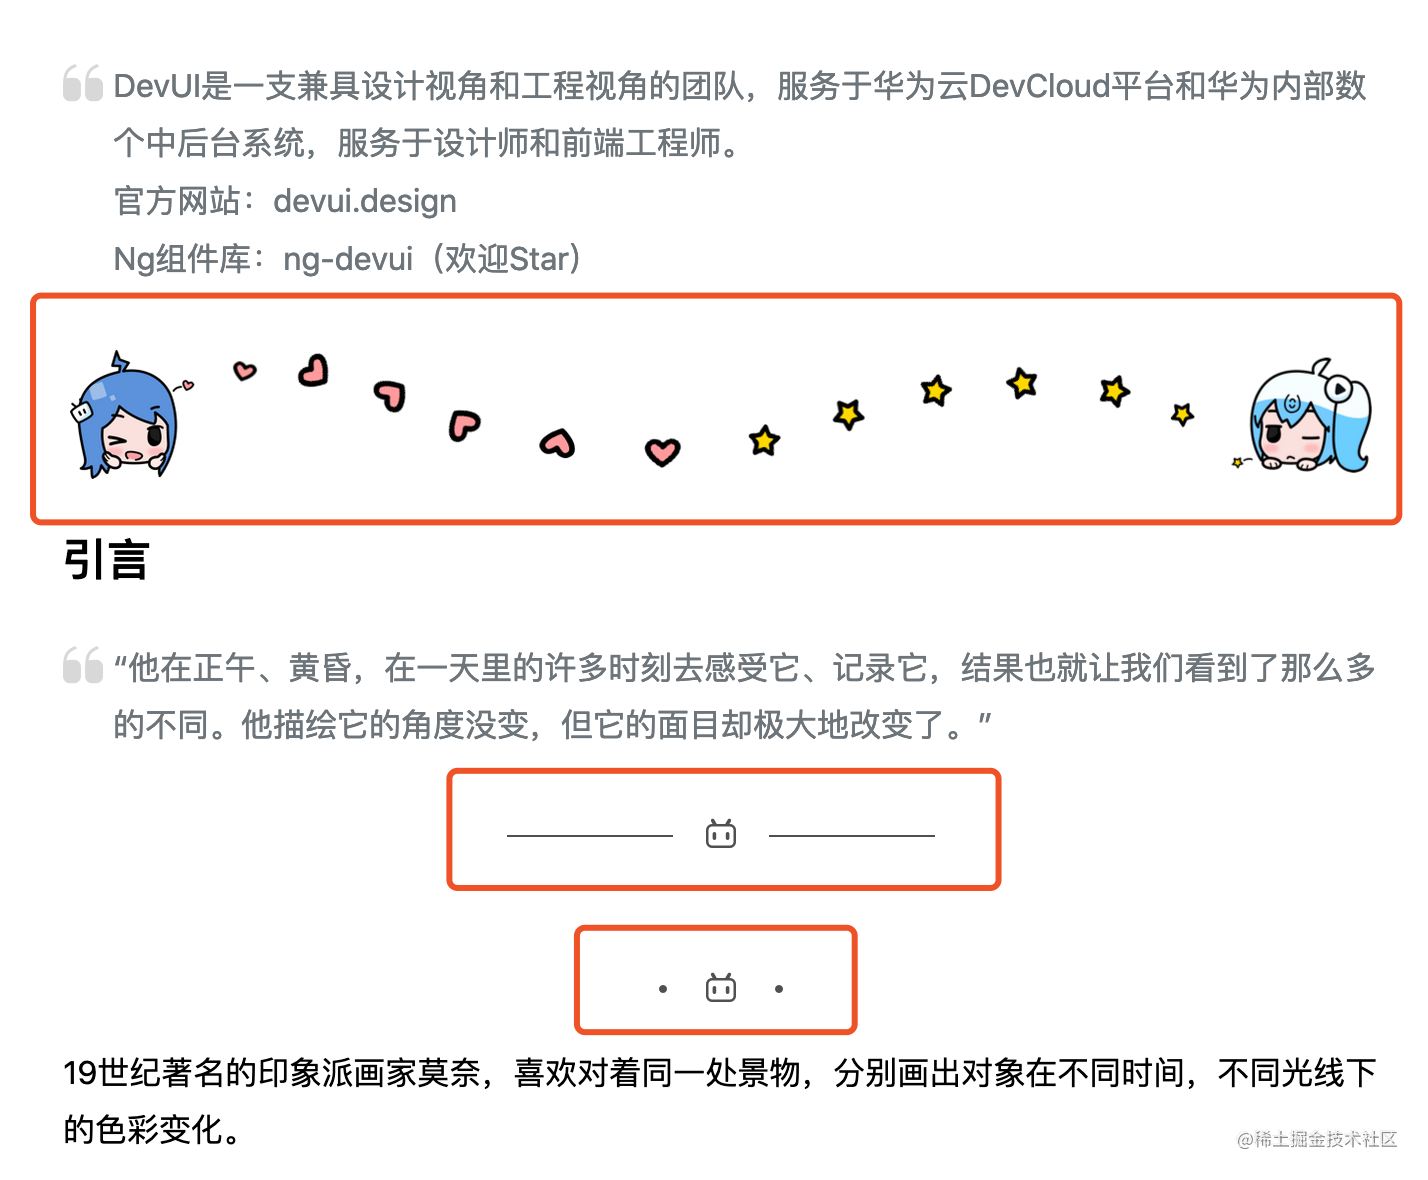 DevUI是一支兼具设计视角和工程视角的团队，服务于华为云DevCloud平台和华为内部数
个中后台系统，服务于设计师和前端工程师。
官方网站：devui.design
Ng组件库：ng-devui（欢迎Star）
引言
“他在正午、黄昏，在一天里的许多时刻去感受它、记录它，结果也就让我们看到了那么多
的不同。他描绘它的角度没变，但它的面目却极大地改变了。”
19世纪著名的印象派画家莫奈，喜欢对着同一处景物，分别画出对象在不同时间，不同光线下
的色彩变化。
@稀土掘金技术社区